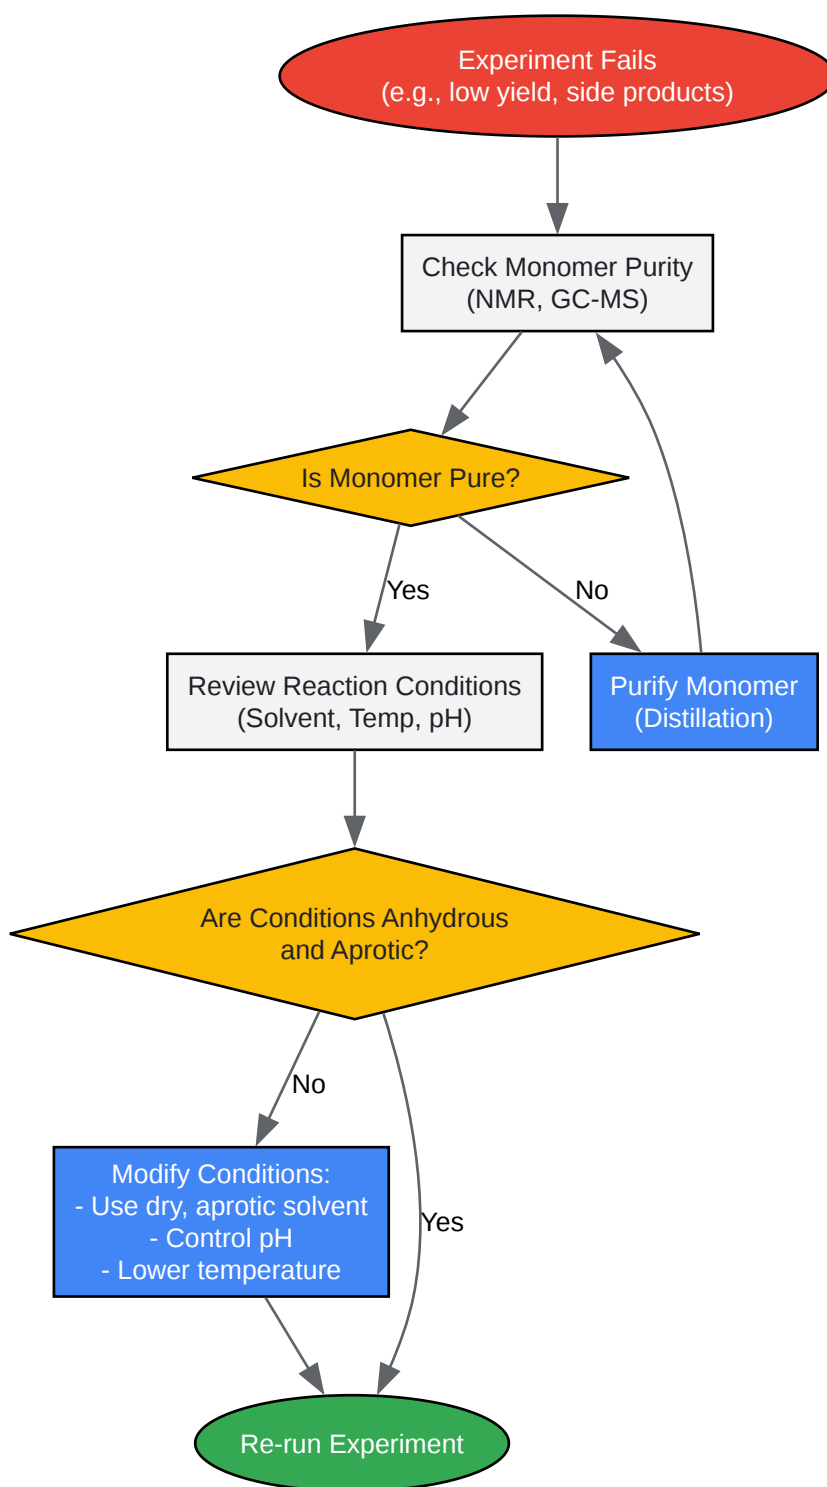 Experiment Fails
(e.g., low yield, side products)
Check Monomer Purity
(NMR, GC-MS)
Is Monomer Pure?
Yes
No
Review Reaction Conditions
(Solvent, Temp, pH)
Purify Monomer
(Distillation)
Are Conditions Anhydrous
and Aprotic?
No
Modify Conditions:
- Use dry, aprotic solvent
- Control pH
- Lower temperature
Yes
Re-run Experiment